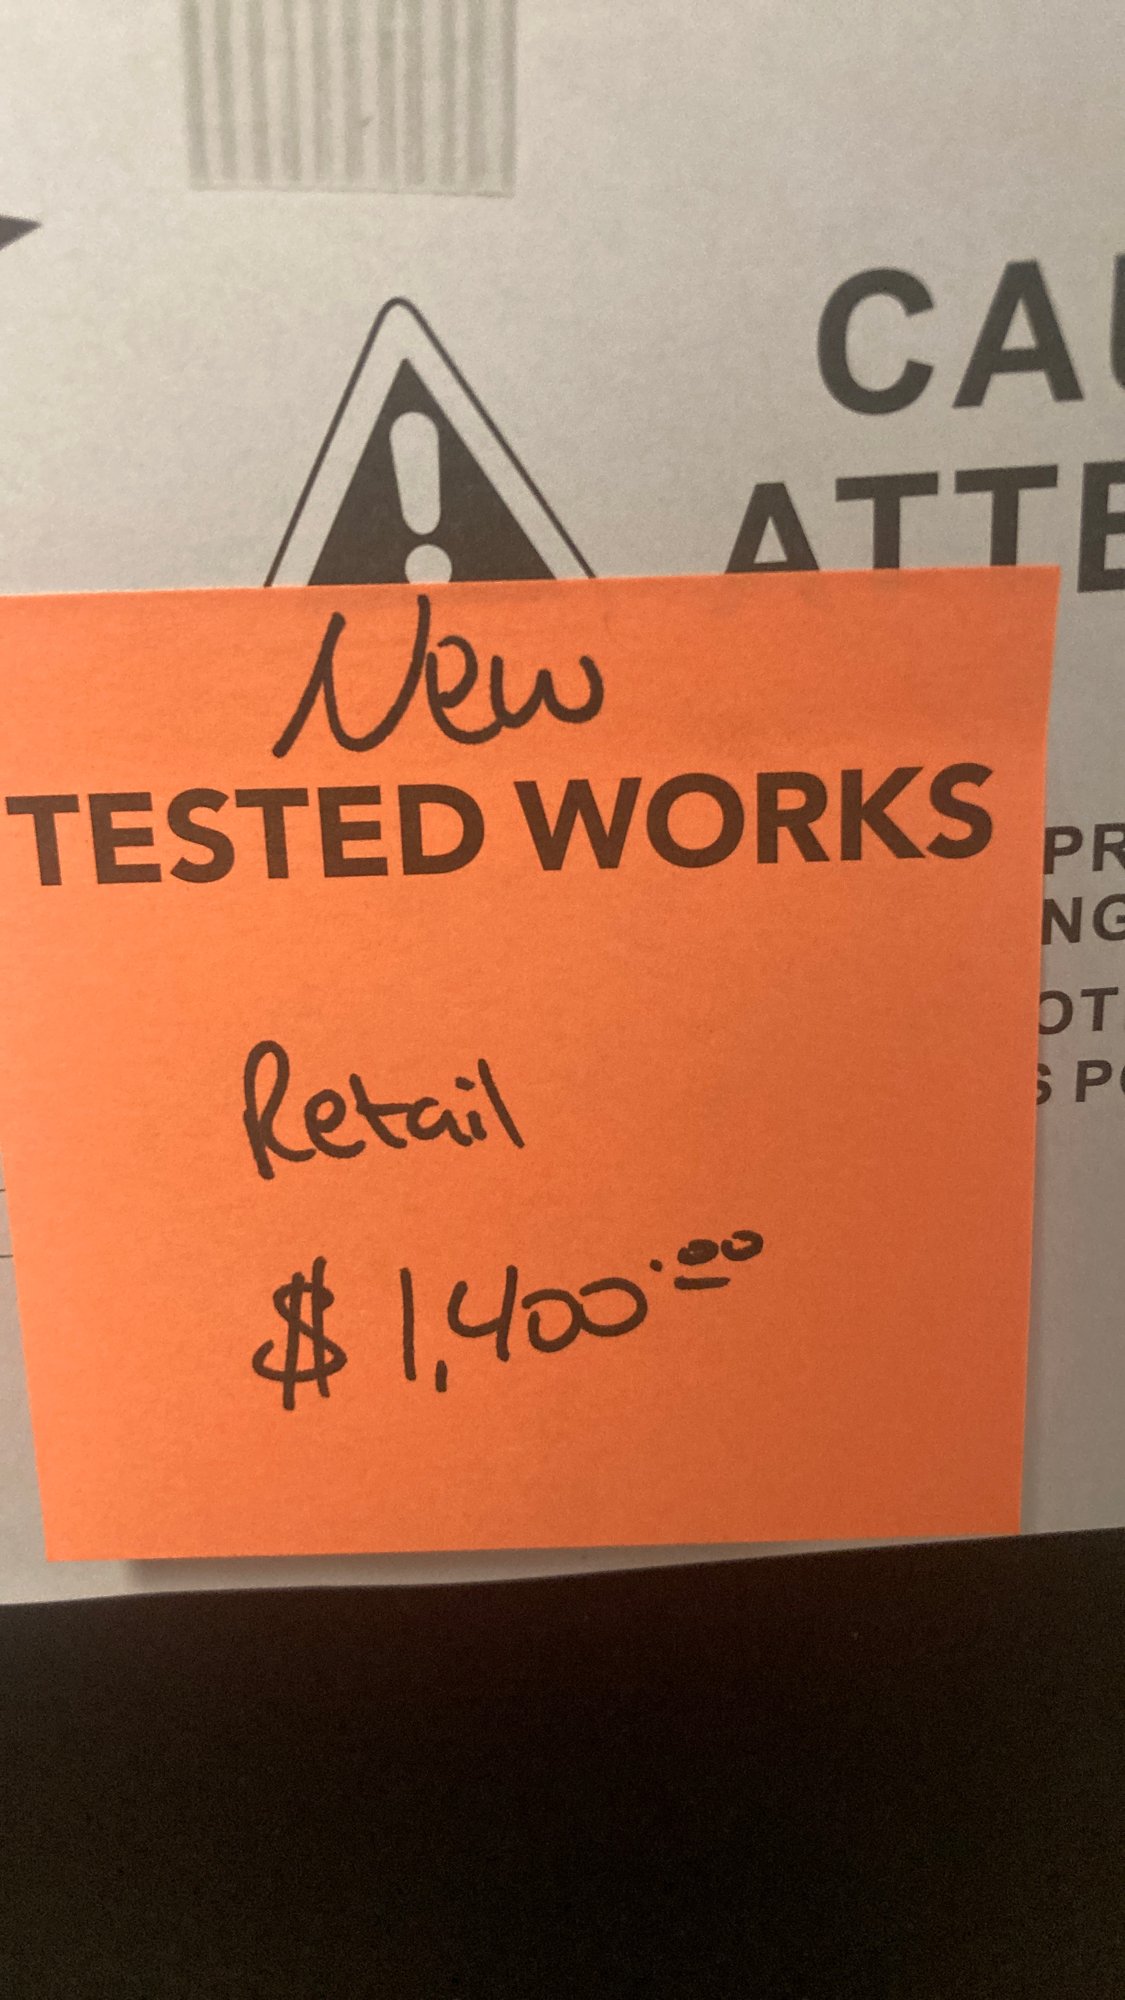 CAU
ATTE
New
TESTED WORKS
PR
NG
OT
S P
Retail
$ 1,400.00